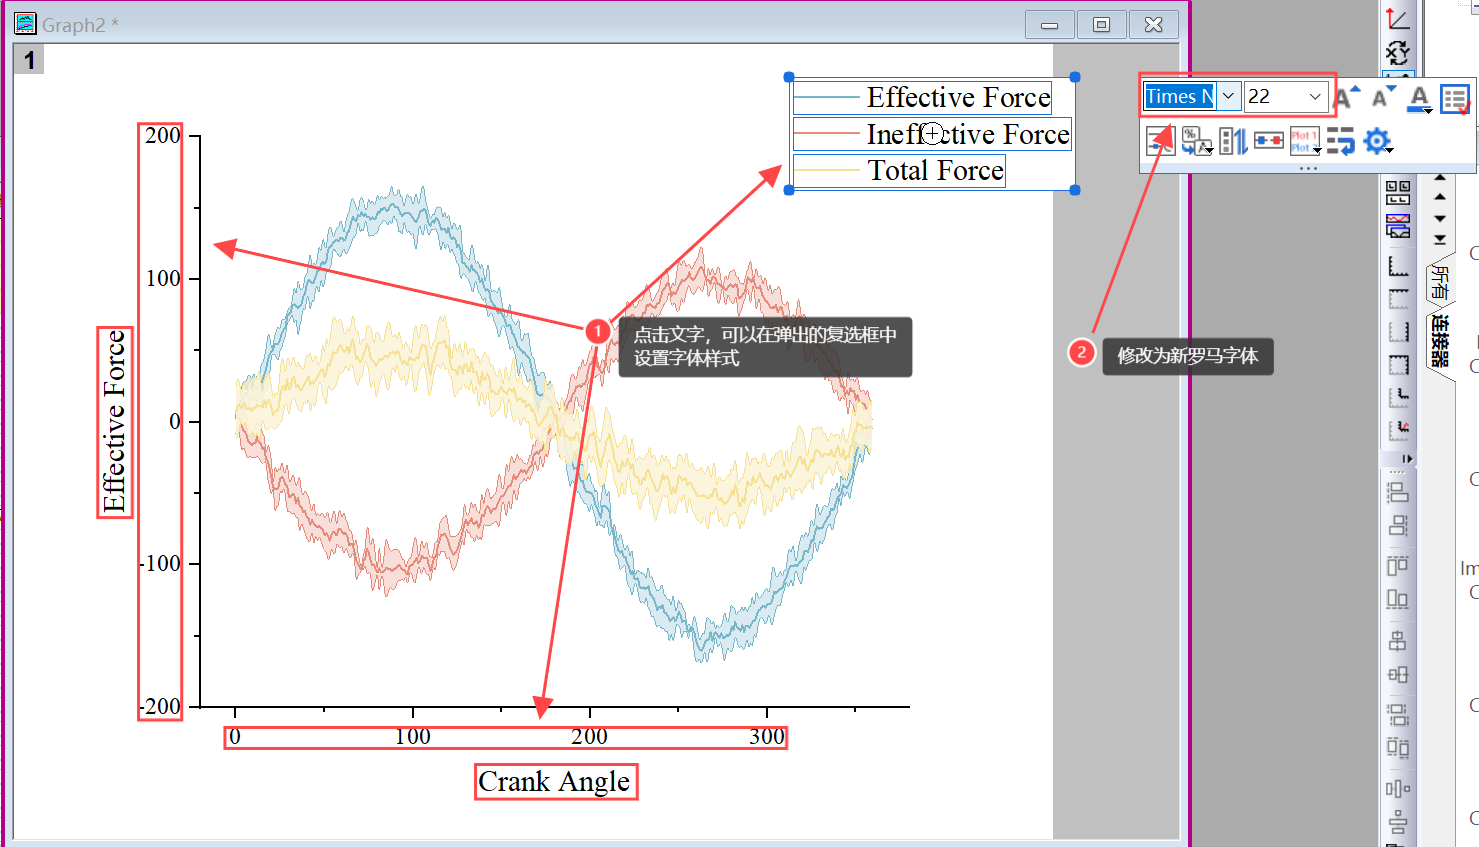 Graph2 *
1
Effective Force
Ineffective Force
Total Force
Times N
22
Plot 1
200
100
0
-100
-200
Effective Force
0
100
200
300
Crank Angle
1
点击文字，可以在弹出的复选框中
设置字体样式
2
修改为新罗马字体
所有
连接器
Im